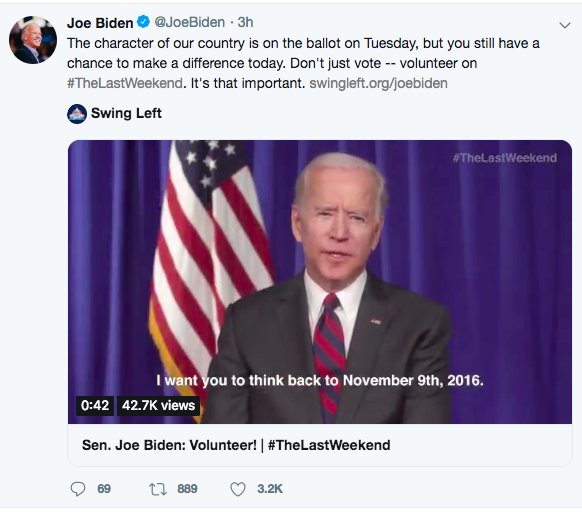 Joe Biden @JoeBiden · 3h
The character of our country is on the ballot on Tuesday, but you still have a
chance to make a difference today. Don't just vote -- volunteer on
#TheLastWeekend. It's that important. swingleft.org/joebiden
Swing Left
#TheLastWeekend
I want you to think back to November 9th, 2016.
0:42 42.7K views
Sen. Joe Biden: Volunteer! | #TheLastWeekend
69 889 3.2K